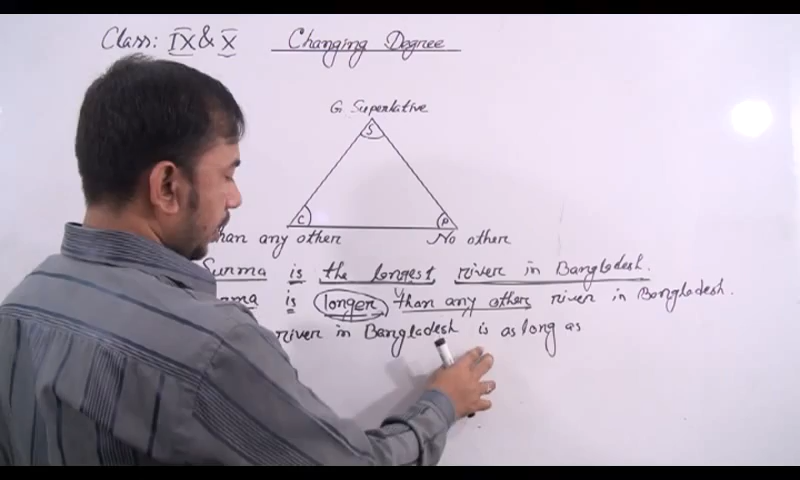 Class: IX & X Changing Degree
G. Superlative
S
C P
than any other No other
Surma is the longest river in Bangladesh.
is longer than any other river in Bangladesh.
river in Bangladesh is as long as